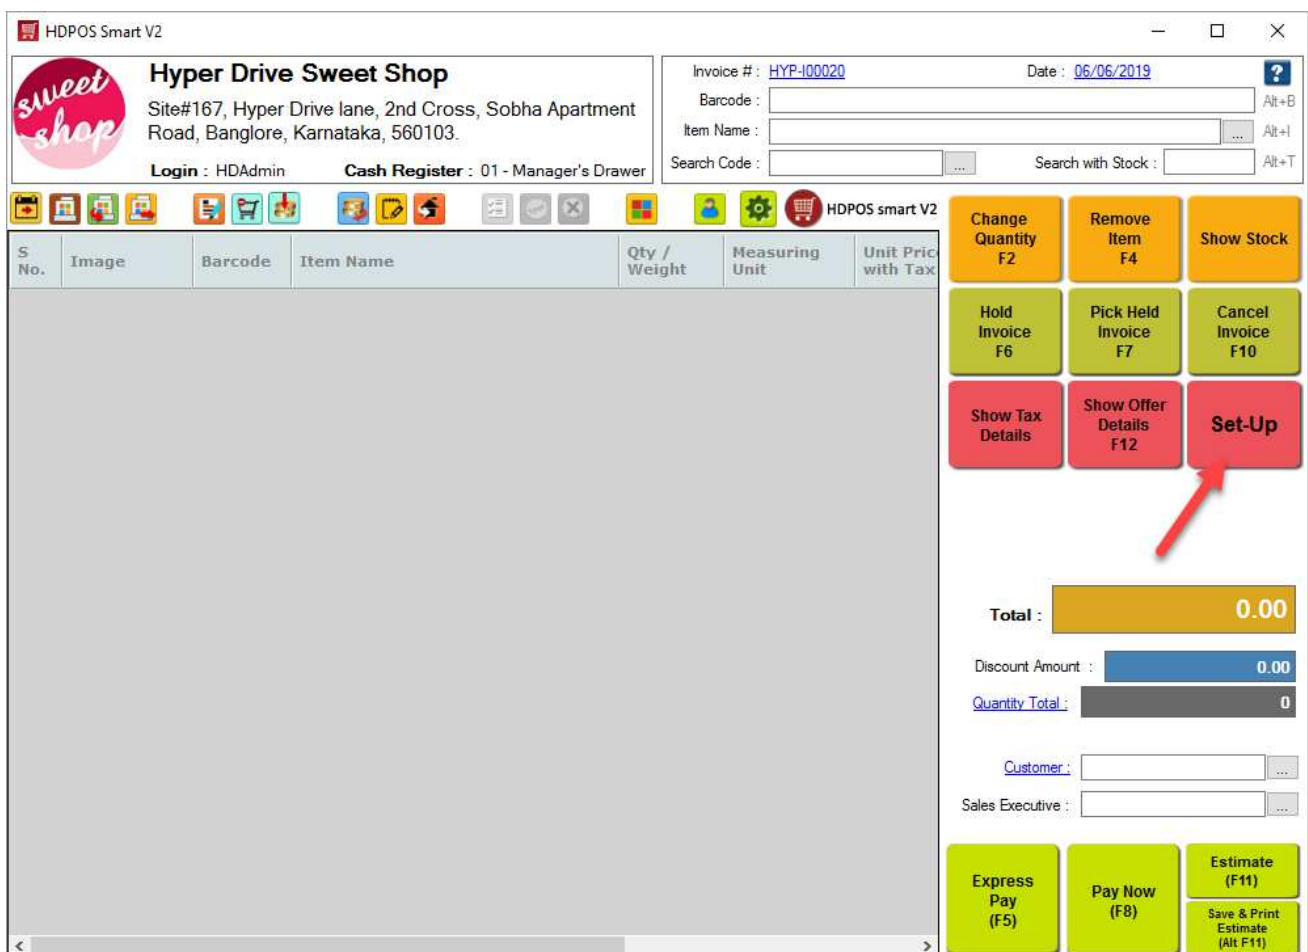 HDPOS Smart V2
sweet
shop
Hyper Drive Sweet Shop
Site#167, Hyper Drive lane, 2nd Cross, Sobha Apartment
Road, Banglore, Karnataka, 560103.
Login : HDAdmin Cash Register : 01 - Manager's Drawer
Invoice # : HYP-I00020 Date : 06/06/2019 ?
Barcode : Alt+B
Item Name : ... Alt+I
Search Code : ... Search with Stock : Alt+T
HDPOS smart V2
S
No.
Image
Barcode
Item Name
Qty /
Weight
Measuring
Unit
Unit Pric
with Tax
Change
Quantity
F2
Remove
Item
F4
Show Stock
Hold
Invoice
F6
Pick Held
Invoice
F7
Cancel
Invoice
F10
Show Tax
Details
Show Offer
Details
F12
Set-Up
Total : 0.00
Discount Amount : 0.00
Quantity Total : 0
Customer : ...
Sales Executive : ...
Express
Pay
(F5)
Pay Now
(F8)
Estimate
(F11)
Save & Print
Estimate
(Alt F11)